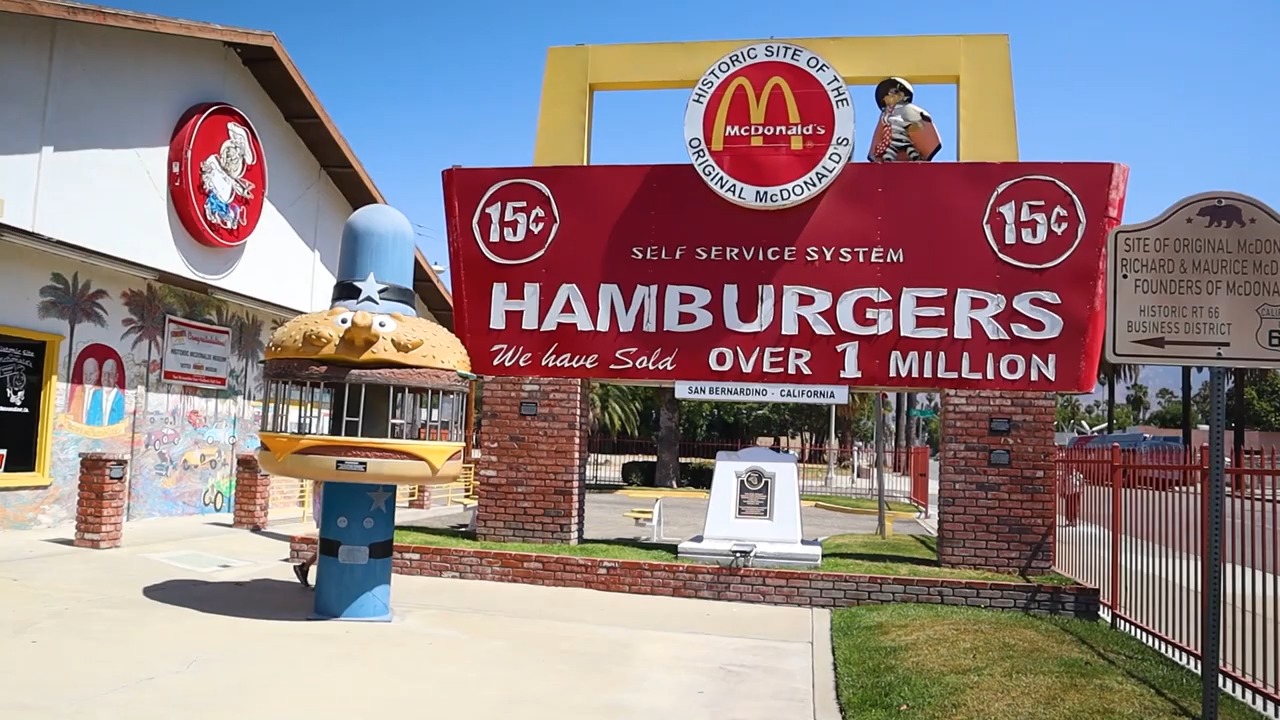 HISTORIC SITE OF THE
McDonald's
ORIGINAL McDONALD'S
15¢
15¢
SELF SERVICE SYSTEM
HAMBURGERS
We have Sold OVER 1 MILLION
SAN BERNARDINO - CALIFORNIA
SITE OF ORIGINAL McDON
RICHARD & MAURICE McD
FOUNDERS OF McDONA
HISTORIC RT 66
BUSINESS DISTRICT
CALI
HISTORIC McDONALDS
MUSEUM